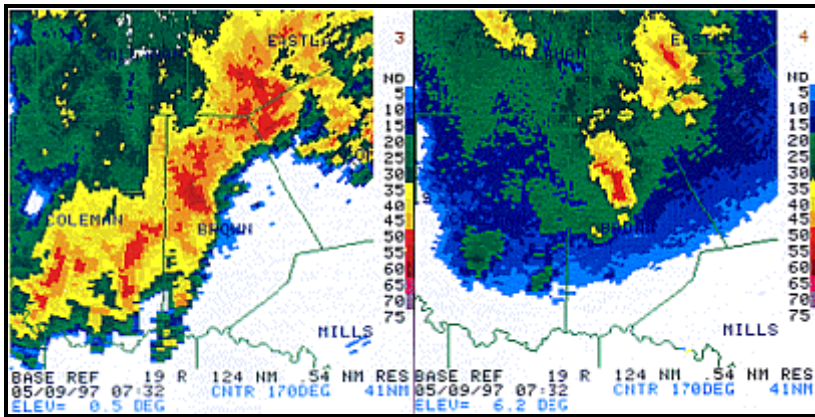 EASTLA
3
ND
5
10
15
20
25
30
35
40
45
50
55
60
65
70
75
COLEMAN
BROWN
MILLS
BASE REF 19 R 124 NM .54 NM RES
05/09/97 07:32 CNTR 170DEG 41NM
ELEV= 0.5 DEG
4
ND
5
10
15
20
25
30
35
40
45
50
55
60
65
70
75
BROWN
MILLS
BASE REF 19 R 124 NM .54 NM RES
05/09/97 07:32 CNTR 170DEG 41NM
ELEV= 6.2 DEG